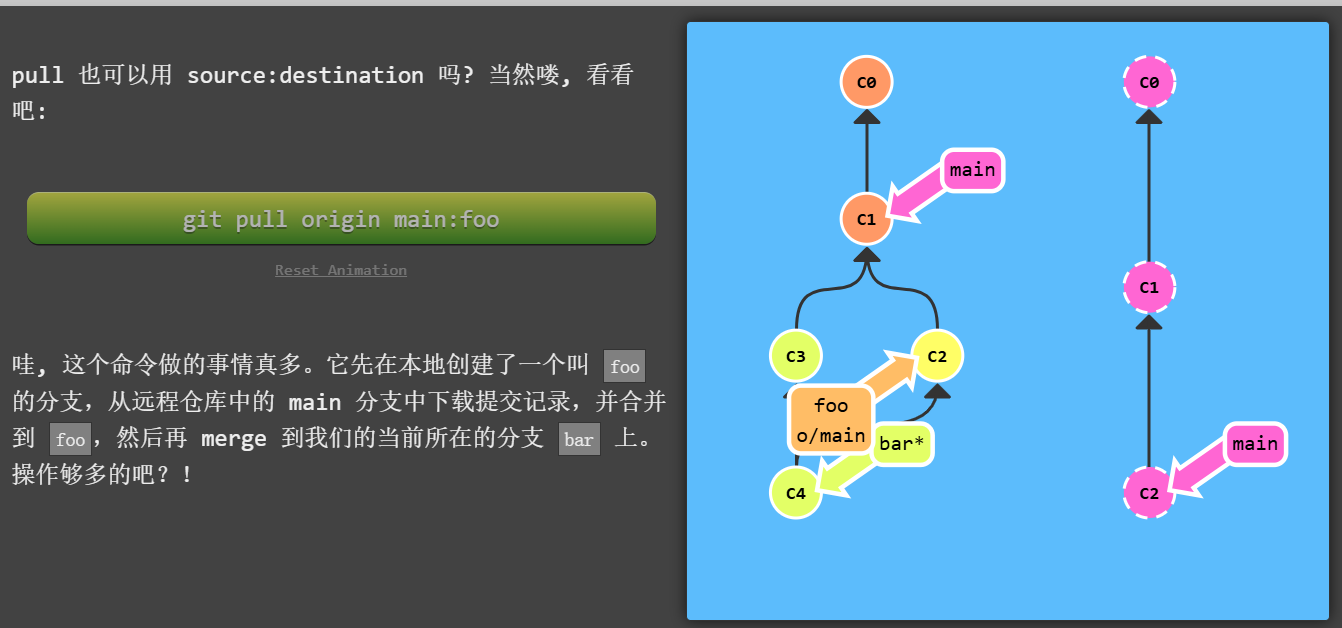 pull 也可以用 source:destination 吗? 当然喽, 看看
吧:
git pull origin main:foo
Reset Animation
哇, 这个命令做的事情真多。它先在本地创建了一个叫 foo
的分支, 从远程仓库中的 main 分支中下载提交记录, 并合并
到 foo, 然后再 merge 到我们的当前所在的分支 bar 上。
操作够多的吧?!
C0
main
C1
C3
C2
foo
o/main
bar*
C4
C0
C1
main
C2